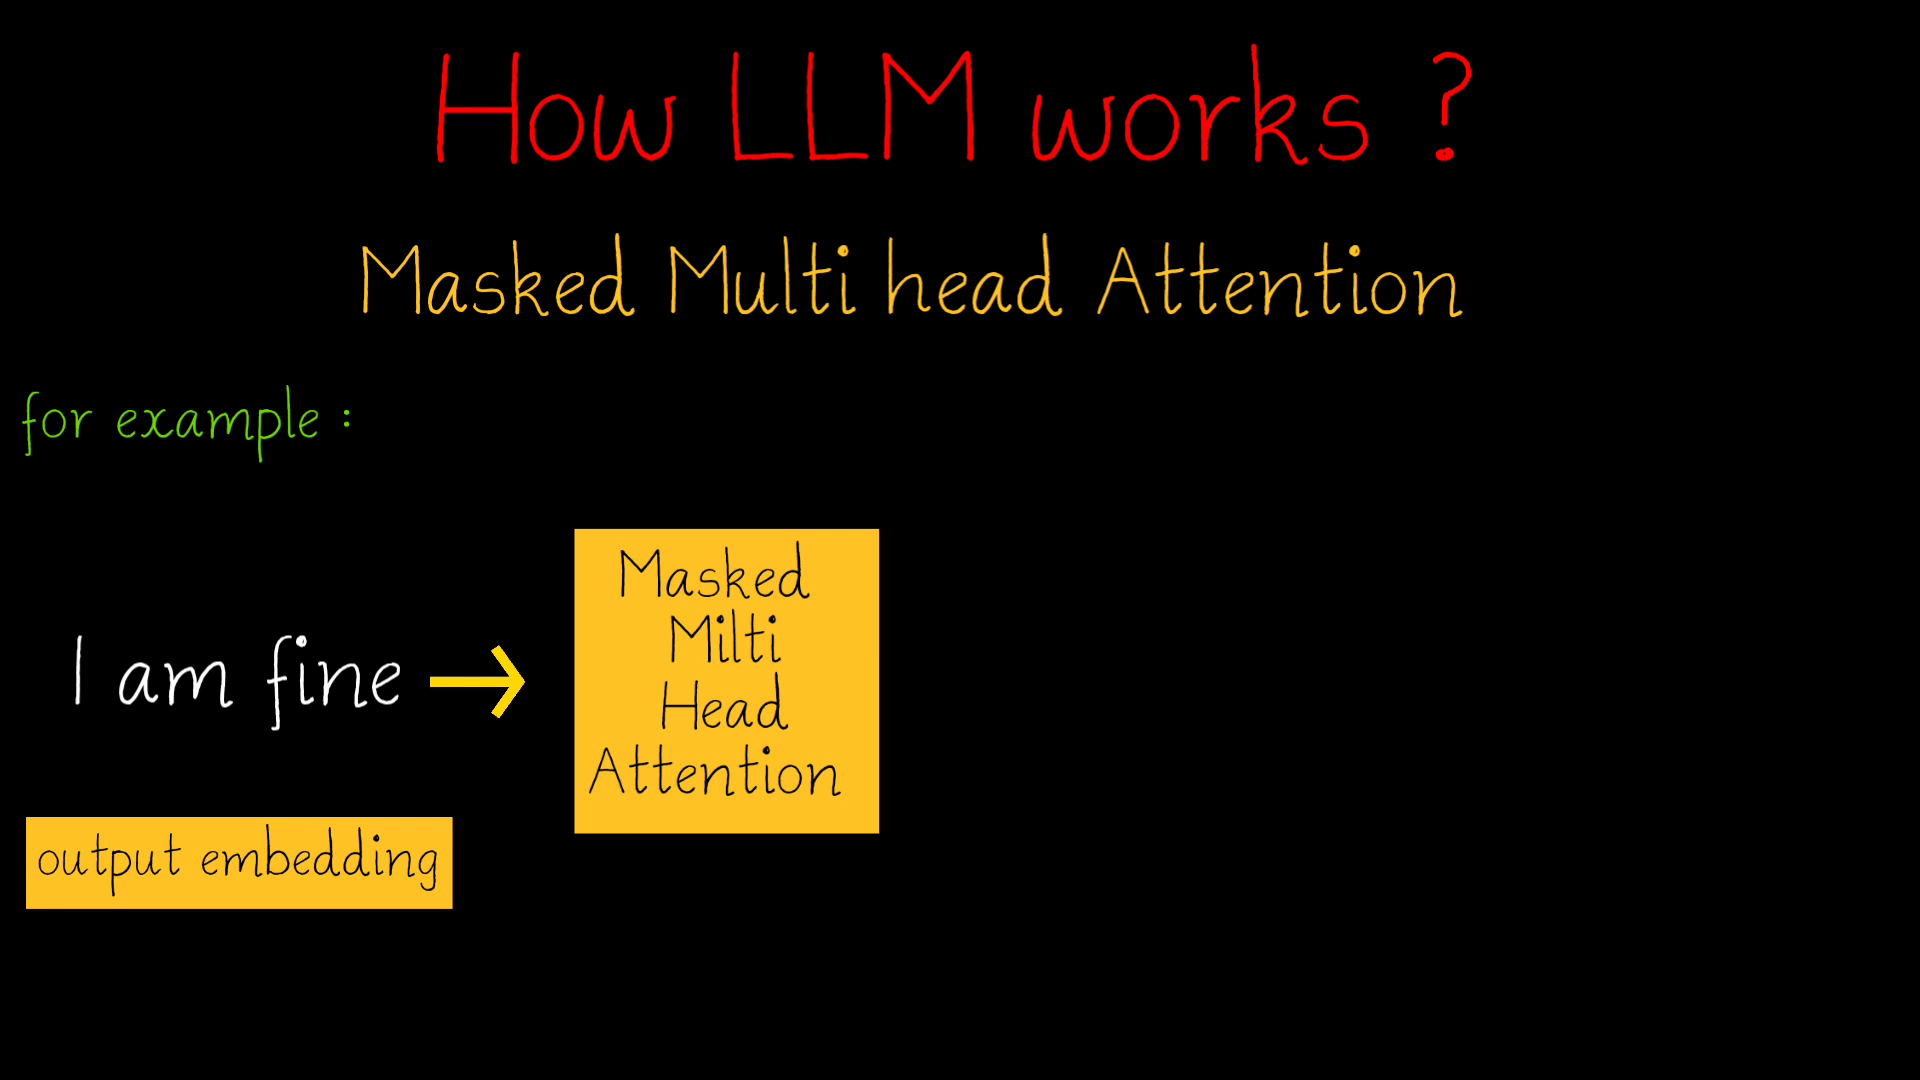 How LLM works ?
Masked Multi head Attention
for example :
I am fine
Masked
Milti
Head
Attention
output embedding